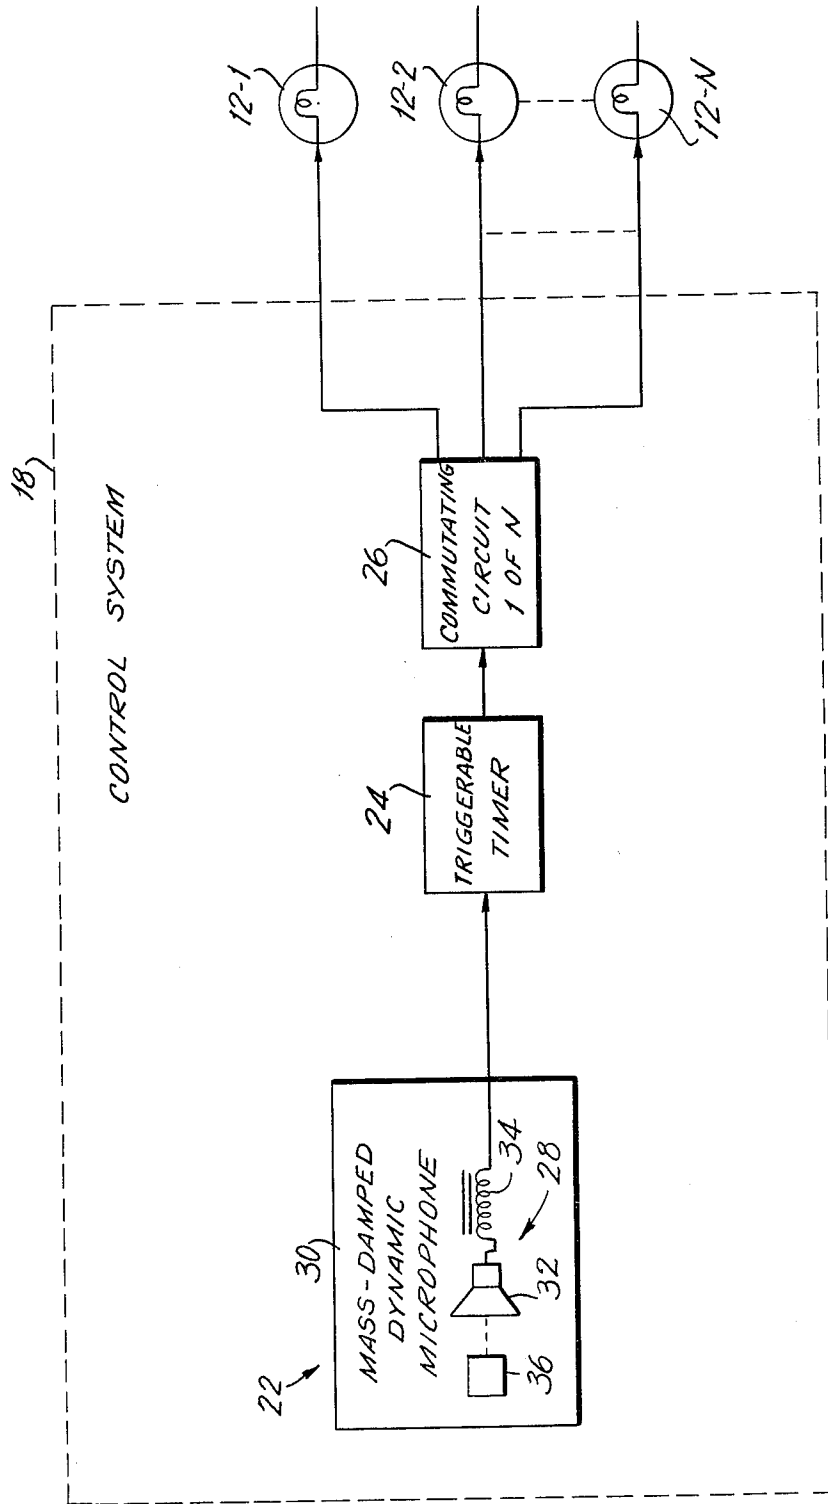 18
CONTROL SYSTEM
22
30
MASS-DAMPED
DYNAMIC
MICROPHONE
36
32
28
34
24
TRIGGERABLE
TIMER
26
COMMUTATING
CIRCUIT
1 OF N
12-1
12-2
12-N